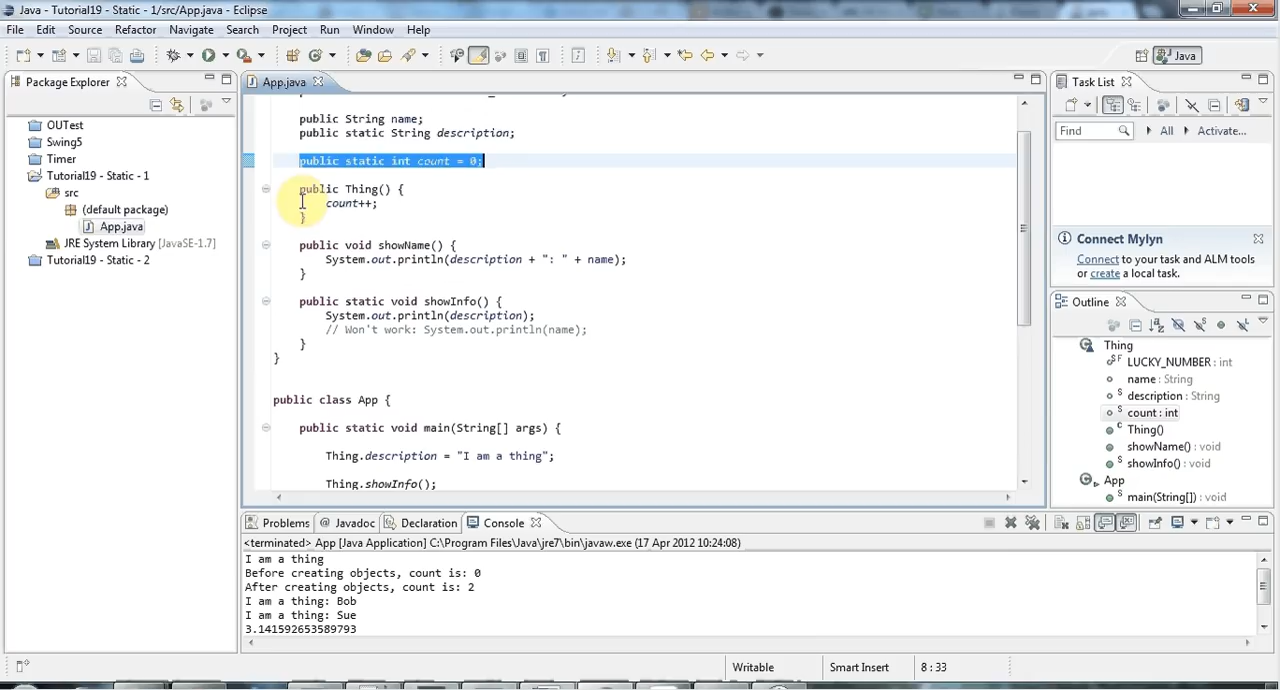 Java - Tutorial19 - Static - 1/src/App.java - Eclipse
File Edit Source Refactor Navigate Search Project Run Window Help
Java
Package Explorer
OUTest
Swing5
Timer
Tutorial19 - Static - 1
src
(default package)
App.java
JRE System Library [JavaSE-1.7]
Tutorial19 - Static - 2
App.java
public String name;
public static String description;
public static int count = 0;
public Thing() {
count++;
}
public void showName() {
System.out.println(description + ": " + name);
}
public static void showInfo() {
System.out.println(description);
// Won't work: System.out.println(name);
}
}
public class App {
public static void main(String[] args) {
Thing.description = "I am a thing";
Thing.showInfo();
Task List
Find All Activate...
Connect Mylyn
Connect to your task and ALM tools
or create a local task.
Outline
Thing
LUCKY_NUMBER : int
name : String
description : String
count : int
Thing()
showName() : void
showInfo() : void
App
main(String[]) : void
Problems @ Javadoc Declaration Console
<terminated> App [Java Application] C:\Program Files\Java\jre7\bin\javaw.exe (17 Apr 2012 10:24:08)
I am a thing
Before creating objects, count is: 0
After creating objects, count is: 2
I am a thing: Bob
I am a thing: Sue
3.141592653589793
Writable Smart Insert 8 : 33